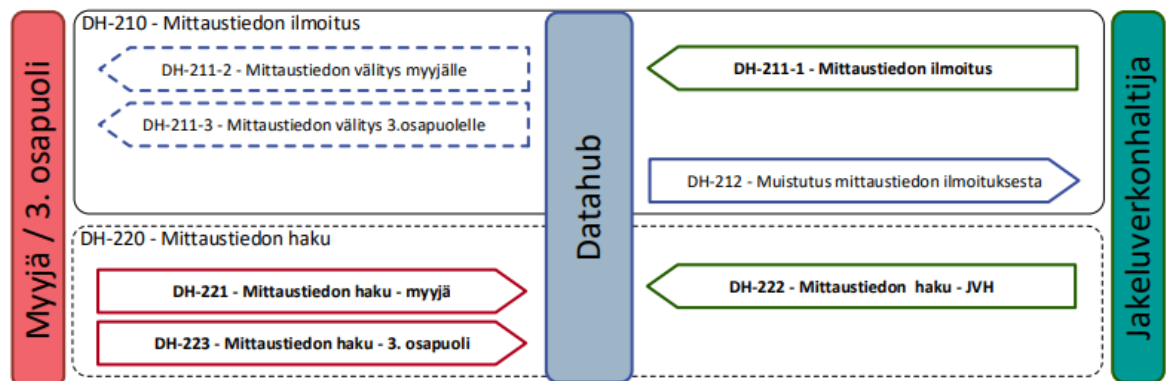 Myyjä / 3. osapuoli
DH-210 - Mittaustiedon ilmoitus
DH-211-2 - Mittaustiedon välitys myyjälle
DH-211-3 - Mittaustiedon välitys 3.osapuolelle
Datahub
DH-211-1 - Mittaustiedon ilmoitus
DH-212 - Muistutus mittaustiedon ilmoituksesta
DH-220 - Mittaustiedon haku
DH-221 - Mittaustiedon haku - myyjä
DH-223 - Mittaustiedon haku - 3. osapuoli
DH-222 - Mittaustiedon haku - JVH
Jakeluverkonhaltija